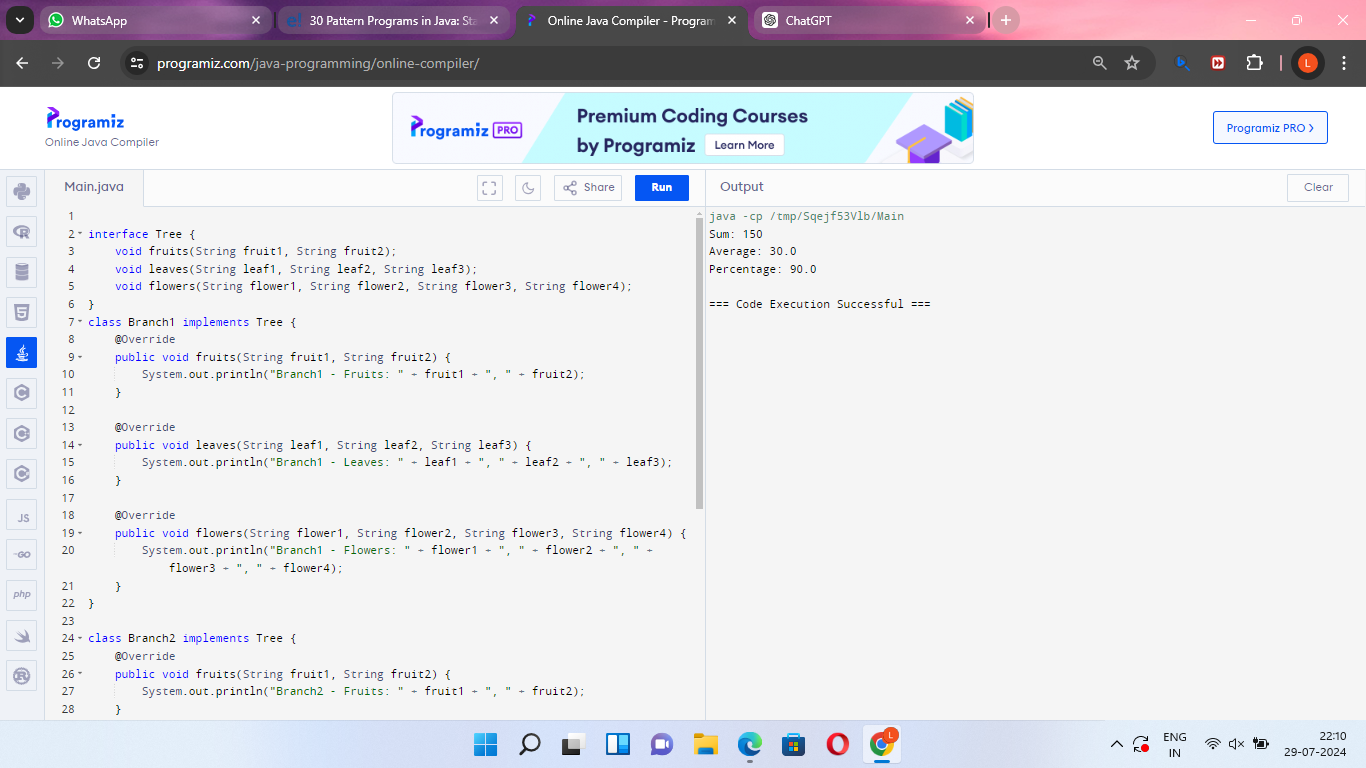 WhatsApp
30 Pattern Programs in Java: Sta
Online Java Compiler - Program
ChatGPT
programiz.com/java-programming/online-compiler/
L
Programiz
Online Java Compiler
Programiz PRO
Premium Coding Courses
by Programiz
Learn More
Programiz PRO >
Main.java
Share
Run
Output
Clear
1
2 interface Tree {
3 void fruits(String fruit1, String fruit2);
4 void leaves(String leaf1, String leaf2, String leaf3);
5 void flowers(String flower1, String flower2, String flower3, String flower4);
6 }
7 class Branch1 implements Tree {
8 @Override
9 public void fruits(String fruit1, String fruit2) {
10 System.out.println("Branch1 - Fruits: " + fruit1 + ", " + fruit2);
11 }
12
13 @Override
14 public void leaves(String leaf1, String leaf2, String leaf3) {
15 System.out.println("Branch1 - Leaves: " + leaf1 + ", " + leaf2 + ", " + leaf3);
16 }
17
18 @Override
19 public void flowers(String flower1, String flower2, String flower3, String flower4) {
20 System.out.println("Branch1 - Flowers: " + flower1 + ", " + flower2 + ", " +
flower3 + ", " + flower4);
21 }
22 }
23
24 class Branch2 implements Tree {
25 @Override
26 public void fruits(String fruit1, String fruit2) {
27 System.out.println("Branch2 - Fruits: " + fruit1 + ", " + fruit2);
28 }
java -cp /tmp/Sqejf53Vlb/Main
Sum: 150
Average: 30.0
Percentage: 90.0
=== Code Execution Successful ===
JS
GO
php
L
ENG
IN
22:10
29-07-2024